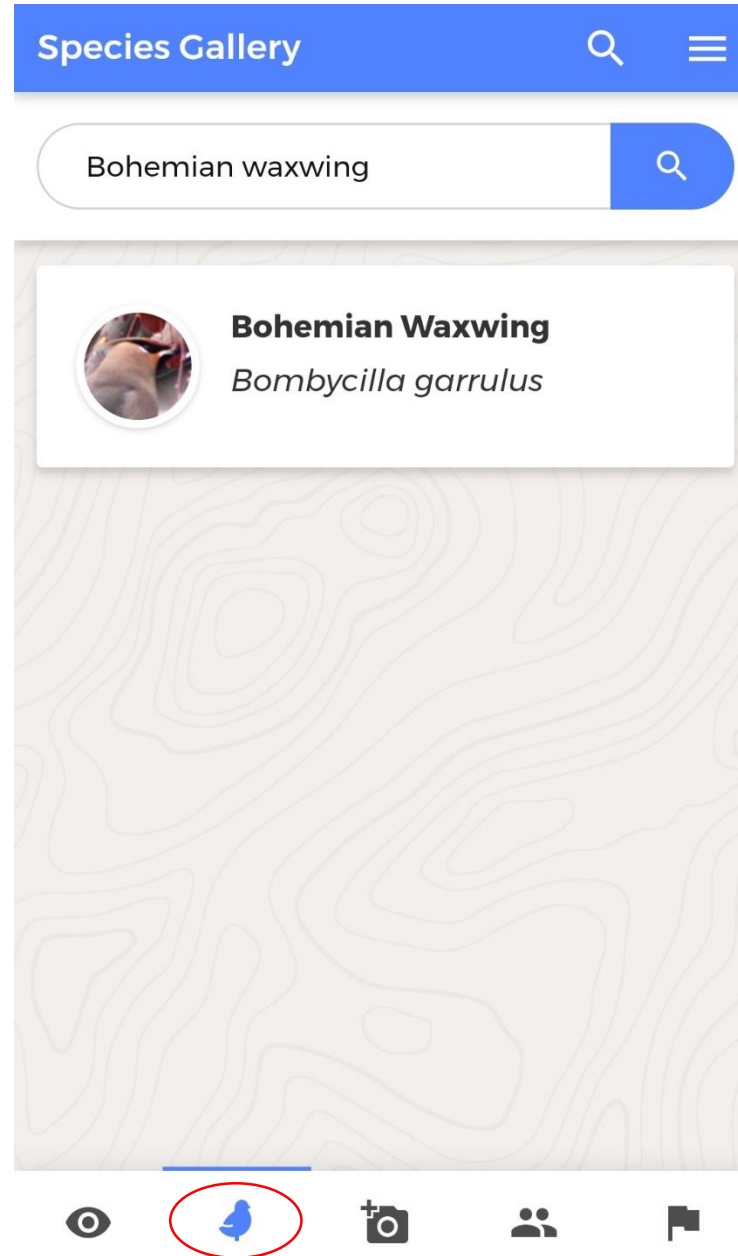 Species Gallery
Bohemian waxwing
Bohemian Waxwing
Bombycilla garrulus